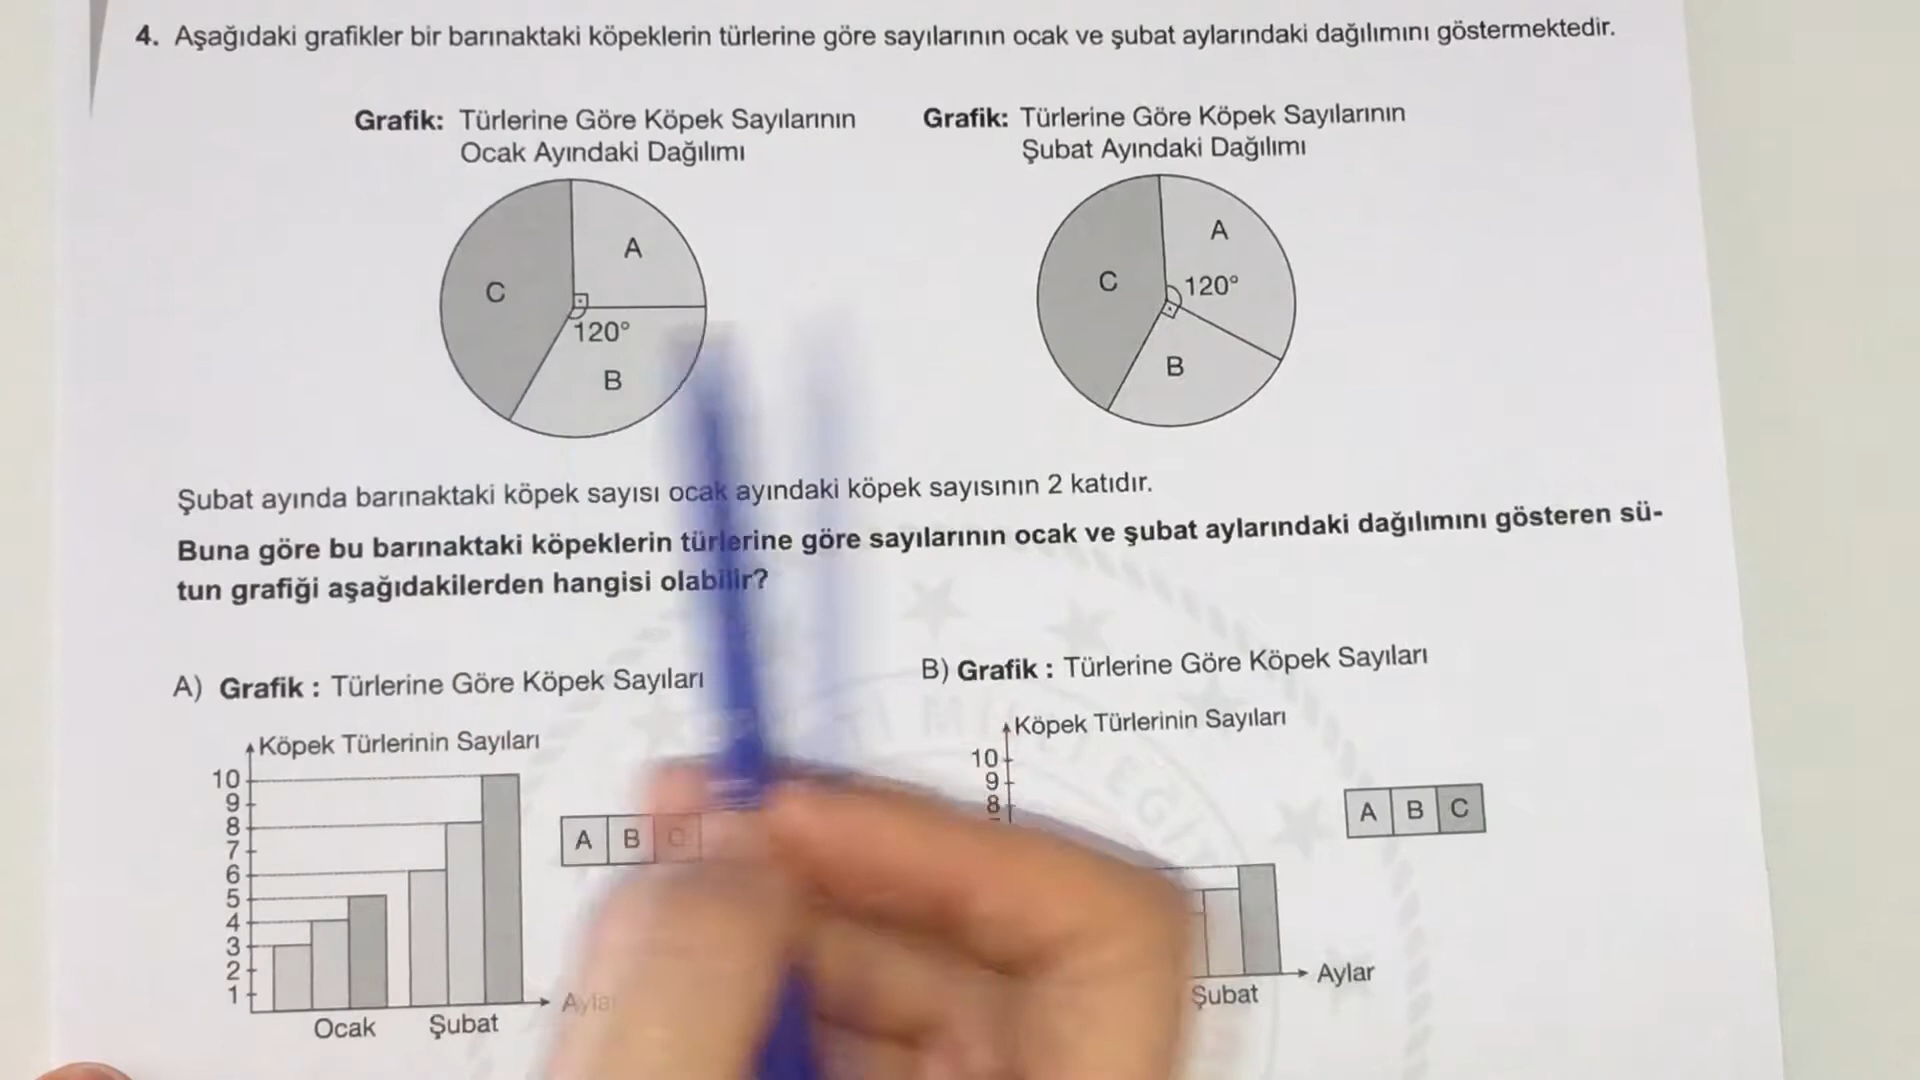 4. Aşağıdaki grafikler bir barınaktaki köpeklerin türlerine göre sayılarının ocak ve şubat aylarındaki dağılımını göstermektedir.
Grafik: Türlerine Göre Köpek Sayılarının
Ocak Ayındaki Dağılımı
Grafik: Türlerine Göre Köpek Sayılarının
Şubat Ayındaki Dağılımı
A
C
120°
B
A
C
120°
B
Şubat ayında barınaktaki köpek sayısı ocak ayındaki köpek sayısının 2 katıdır.
Buna göre bu barınaktaki köpeklerin türlerine göre sayılarının ocak ve şubat aylarındaki dağılımını gösteren sü-
tun grafiği aşağıdakilerden hangisi olabilir?
A) Grafik : Türlerine Göre Köpek Sayıları
Köpek Türlerinin Sayıları
10
9
8
7
6
5
4
3
2
1
A B C
Ocak Şubat
B) Grafik : Türlerine Göre Köpek Sayıları
Köpek Türlerinin Sayıları
10
9
8
A B C
Şubat
Aylar